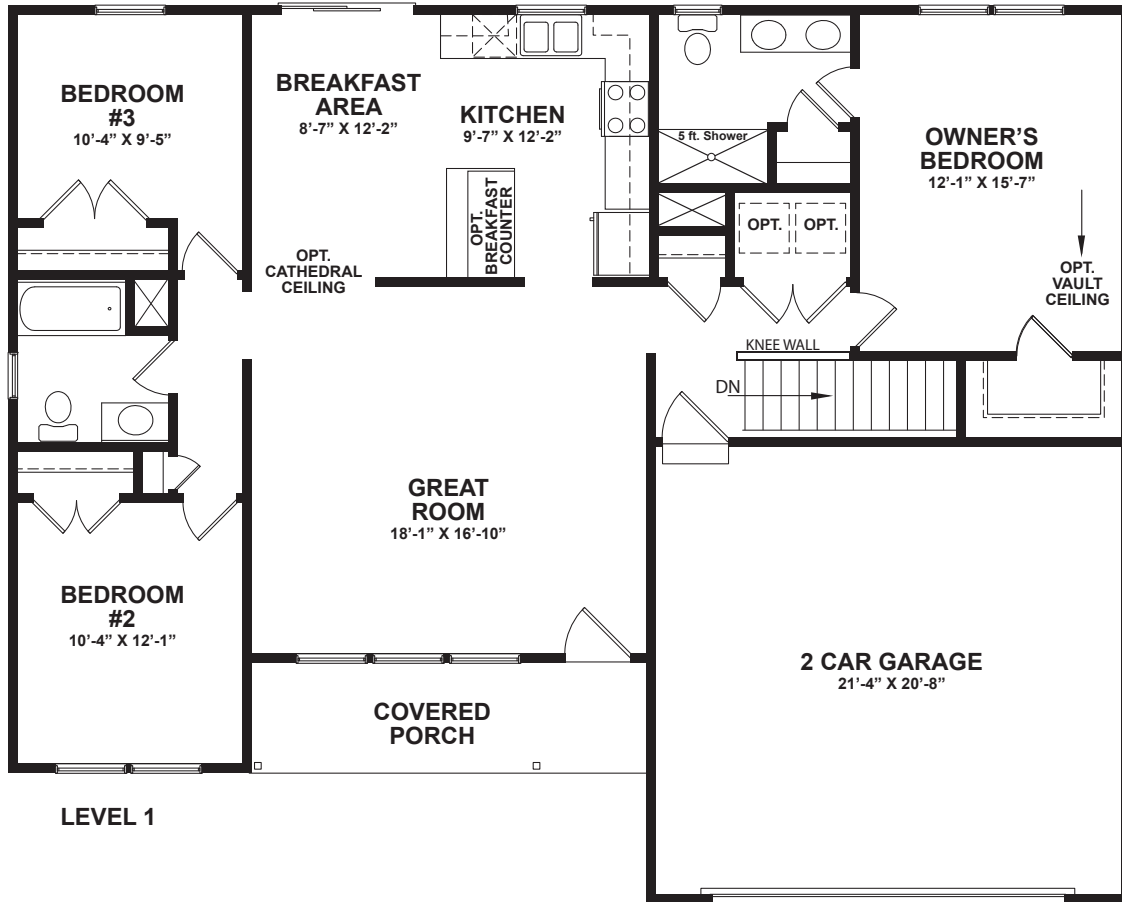 BEDROOM
#3
10'-4” X 9'-5”
BREAKFAST
AREA
8'-7” X 12'-2”
KITCHEN
9'-7” X 12'-2”
5 ft. Shower
OWNER'S
BEDROOM
12'-1” X 15'-7”
OPT.
BREAKFAST
COUNTER
OPT.
CATHEDRAL
CEILING
OPT.
OPT.
OPT.
VAULT
CEILING
KNEE WALL
DN
GREAT
ROOM
18'-1” X 16'-10”
BEDROOM
#2
10'-4” X 12'-1”
2 CAR GARAGE
21'-4” X 20'-8”
COVERED
PORCH
LEVEL 1